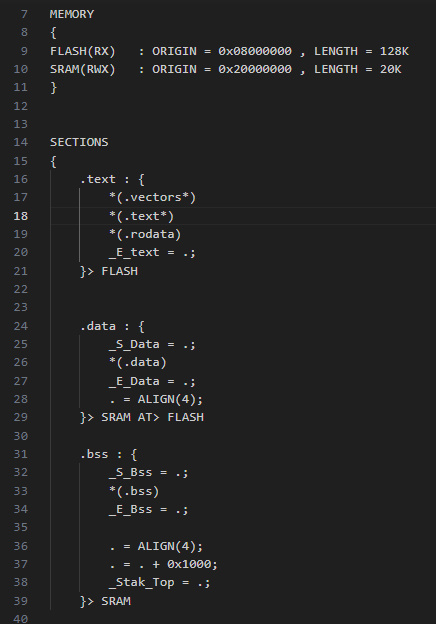 7 MEMORY
8 {
9 FLASH(RX)   : ORIGIN = 0x08000000 , LENGTH = 128K
10 SRAM(RWX)   : ORIGIN = 0x20000000 , LENGTH = 20K
11 }
12
13
14 SECTIONS
15 {
16     .text : {
17         *(.vectors*)
18         *(.text*)
19         *(.rodata)
20         _E_text = .;
21     }> FLASH
22
23
24     .data : {
25         _S_Data = .;
26         *(.data)
27         _E_Data = .;
28         . = ALIGN(4);
29     }> SRAM AT> FLASH
30
31     .bss : {
32         _S_Bss = .;
33         *(.bss)
34         _E_Bss = .;
35
36         . = ALIGN(4);
37         . = . + 0x1000;
38         _Stak_Top = .;
39     }> SRAM
40